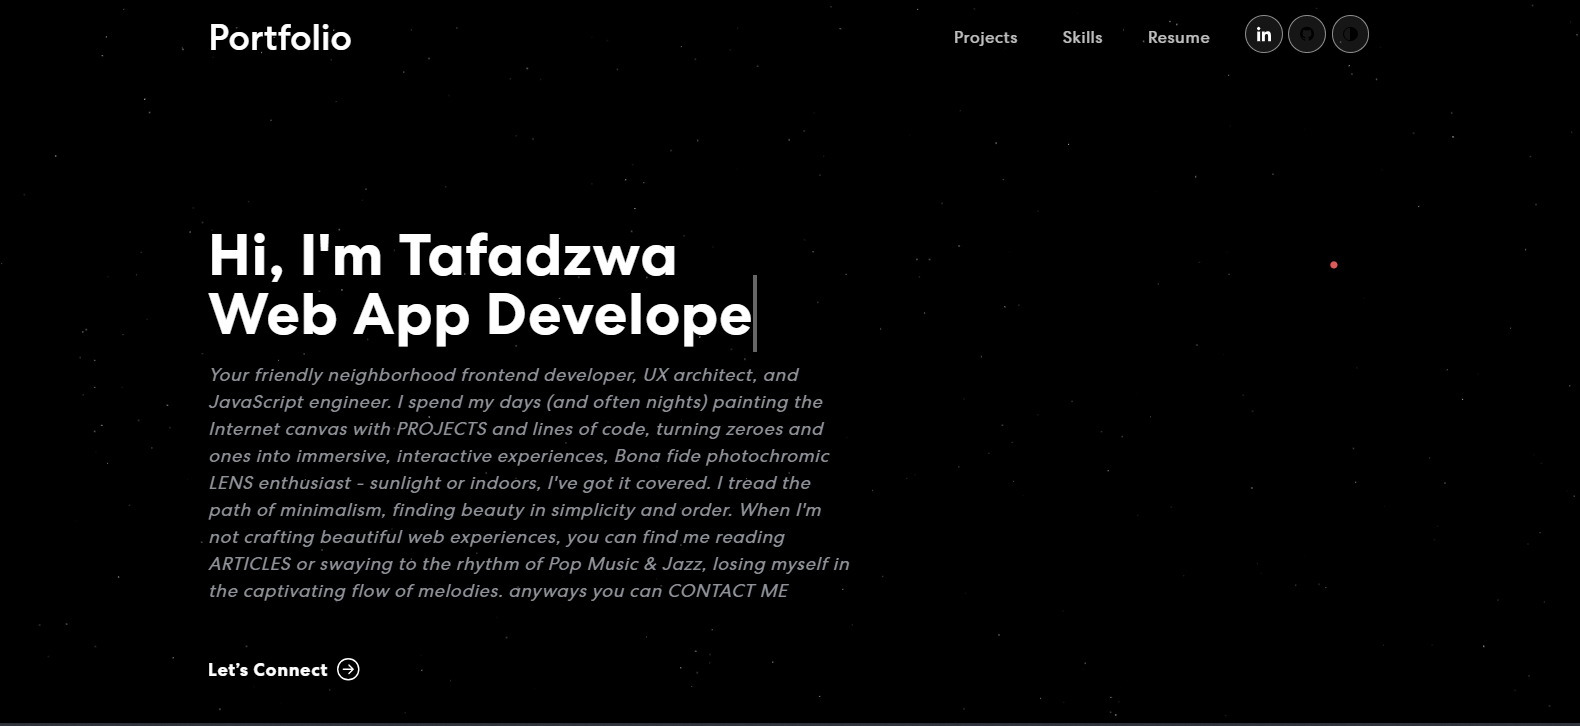 Portfolio
Projects Skills Resume in
Hi, I'm Tafadzwa
Web App Develope
Your friendly neighborhood frontend developer, UX architect, and
JavaScript engineer. I spend my days (and often nights) painting the
Internet canvas with PROJECTS and lines of code, turning zeroes and
ones into immersive, interactive experiences, Bona fide photochromic
LENS enthusiast - sunlight or indoors, I've got it covered. I tread the
path of minimalism, finding beauty in simplicity and order. When I'm
not crafting beautiful web experiences, you can find me reading
ARTICLES or swaying to the rhythm of Pop Music & Jazz, losing myself in
the captivating flow of melodies. anyways you can CONTACT ME
Let's Connect